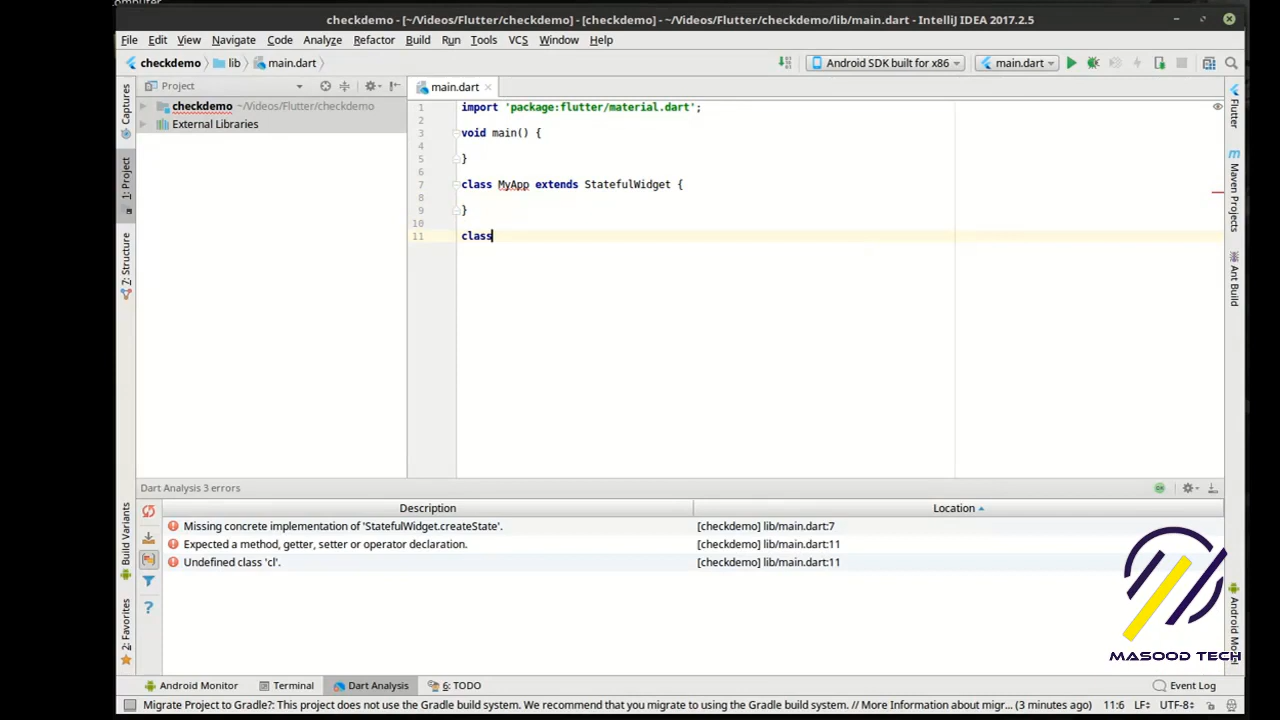 omputer
checkdemo - [~/Videos/Flutter/checkdemo] - [checkdemo] - ~/Videos/Flutter/checkdemo/lib/main.dart - IntelliJ IDEA 2017.2.5
File Edit View Navigate Code Analyze Refactor Build Run Tools VCS Window Help
checkdemo lib main.dart Android SDK built for x86 main.dart
Captures
1: Project
7: Structure
Build Variants
2: Favorites
Project
checkdemo ~/Videos/Flutter/checkdemo
External Libraries
main.dart
1 import 'package:flutter/material.dart';
2
3 void main() {
4
5 }
6
7 class MyApp extends StatefulWidget {
8
9 }
10
11 class
Flutter
Maven Projects
Ant Build
Dart Analysis 3 errors
Description Location
Missing concrete implementation of 'StatefulWidget.createState'. [checkdemo] lib/main.dart:7
Expected a method, getter, setter or operator declaration. [checkdemo] lib/main.dart:11
Undefined class 'cl'. [checkdemo] lib/main.dart:11
MASOOD TECH
Android Model
Android Monitor Terminal Dart Analysis 6: TODO Event Log
Migrate Project to Gradle?: This project does not use the Gradle build system. We recommend that you migrate to using the Gradle build system. // More Information about migr... (3 minutes ago) 11:6 LF UTF-8